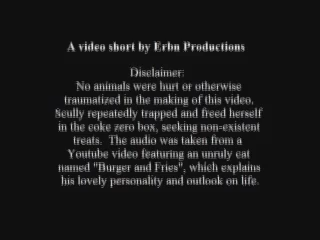 A video short by Erbn Productions
Disclaimer:
No animals were hurt or otherwise
traumatized in the making of this video.
Scully repeatedly trapped and freed herself
in the coke zero box, seeking non-existent
treats. The audio was taken from a
Youtube video featuring an unruly cat
named "Burger and Fries", which explains
his lovely personality and outlook on life.